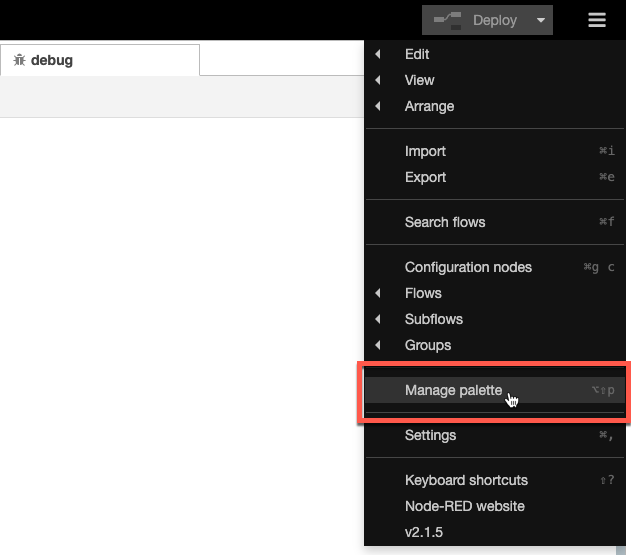 Deploy
debug
Edit
View
Arrange
Import ⌘i
Export ⌘e
Search flows ⌘f
Configuration nodes ⌘g c
Flows
Subflows
Groups
Manage palette ⌥⇧p
Settings ⌘,
Keyboard shortcuts ⇧?
Node-RED website
v2.1.5